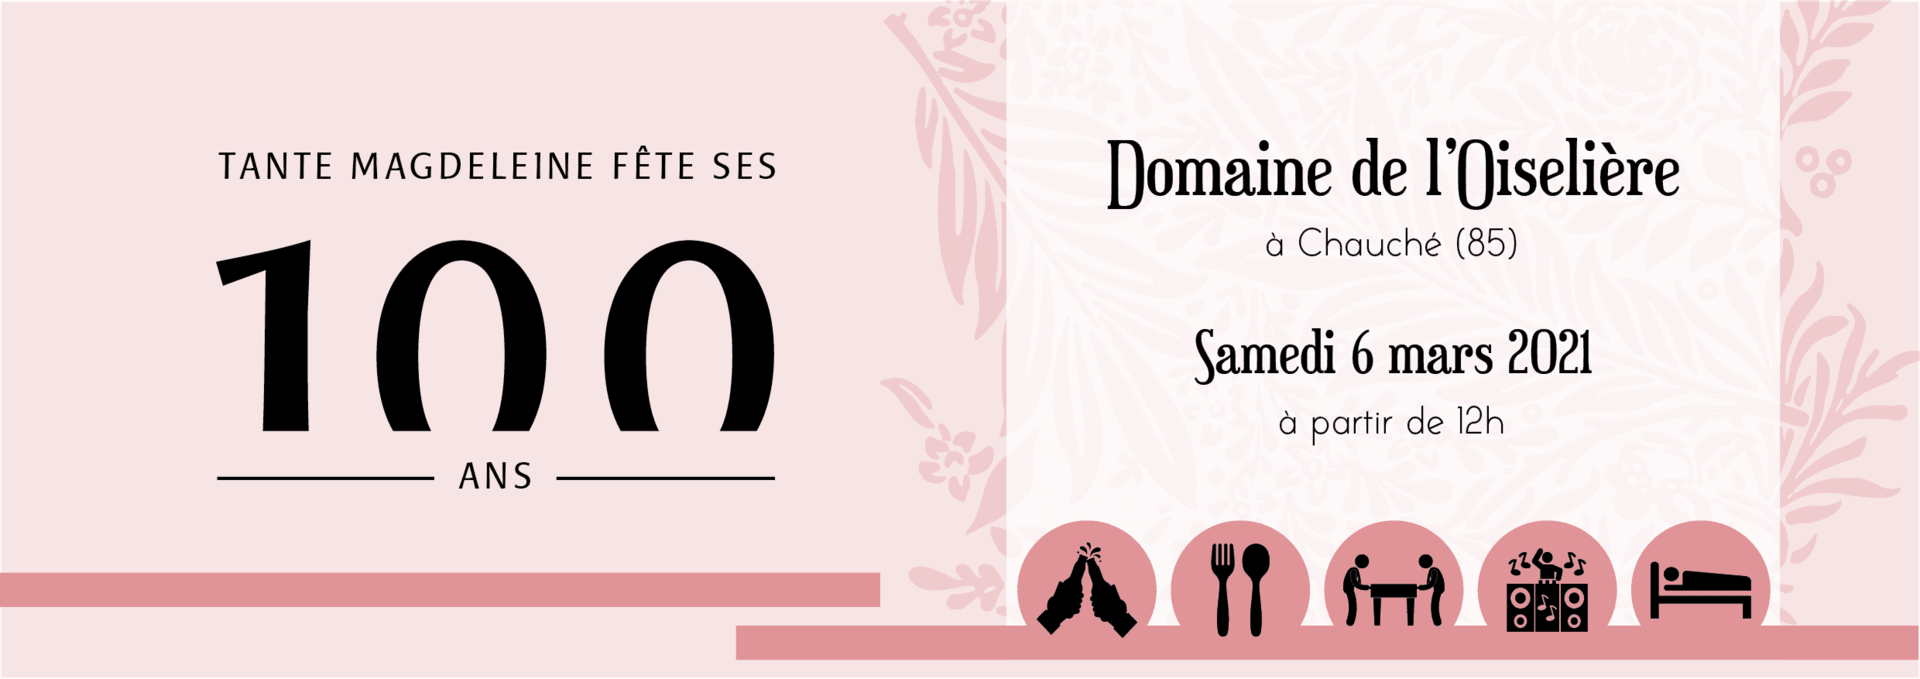 TANTE MAGDELEINE FÊTE SES
100
ANS
Domaine de l'Oiselière
à Chauché (85)
Samedi 6 mars 2021
à partir de 12h